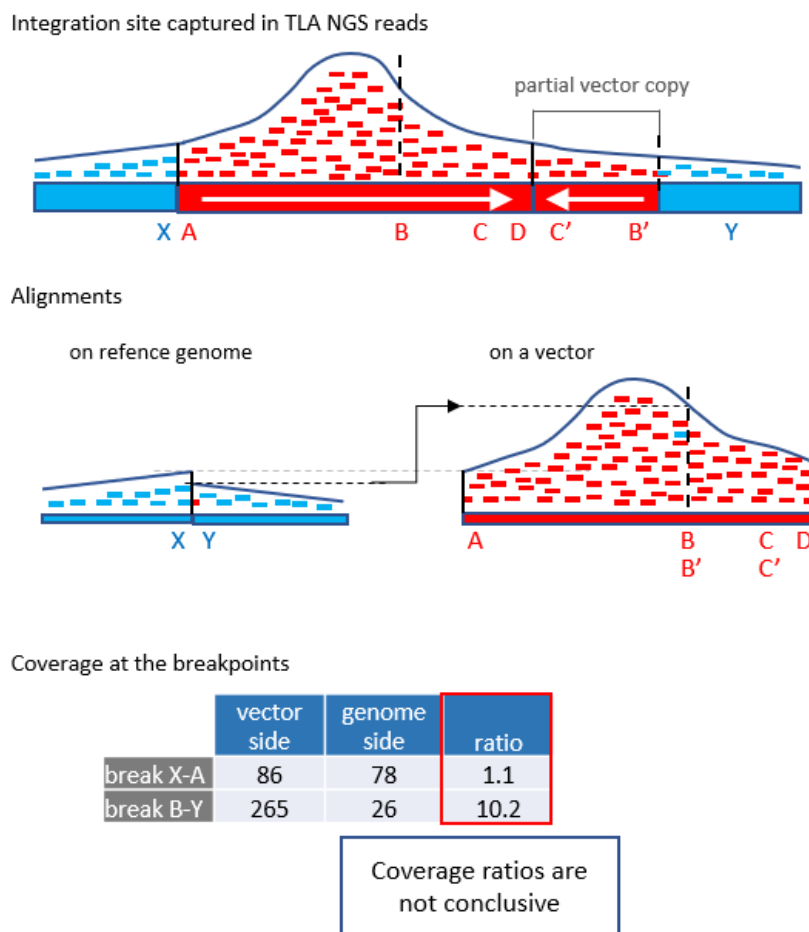 Integration site captured in TLA NGS reads
partial vector copy
X A B C D C’ B’ Y
Alignments
on refence genome on a vector
X Y A B C D
B’ C’
Coverage at the breakpoints
vector side genome side ratio
break X-A 86 78 1.1
break B-Y 265 26 10.2
Coverage ratios are
not conclusive